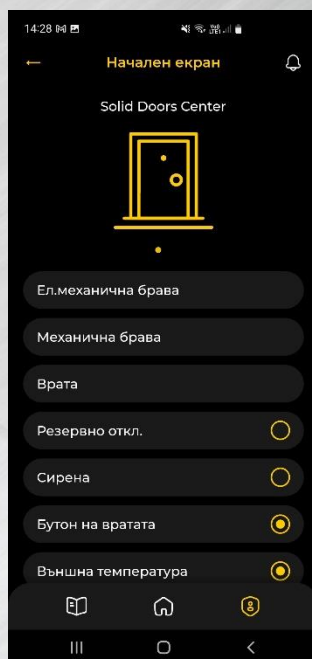 14:28
Начален екран
Solid Doors Center
Ел.механична брава
Механична брава
Врата
Резервно откл.
Сирена
Бутон на вратата
Външна температура